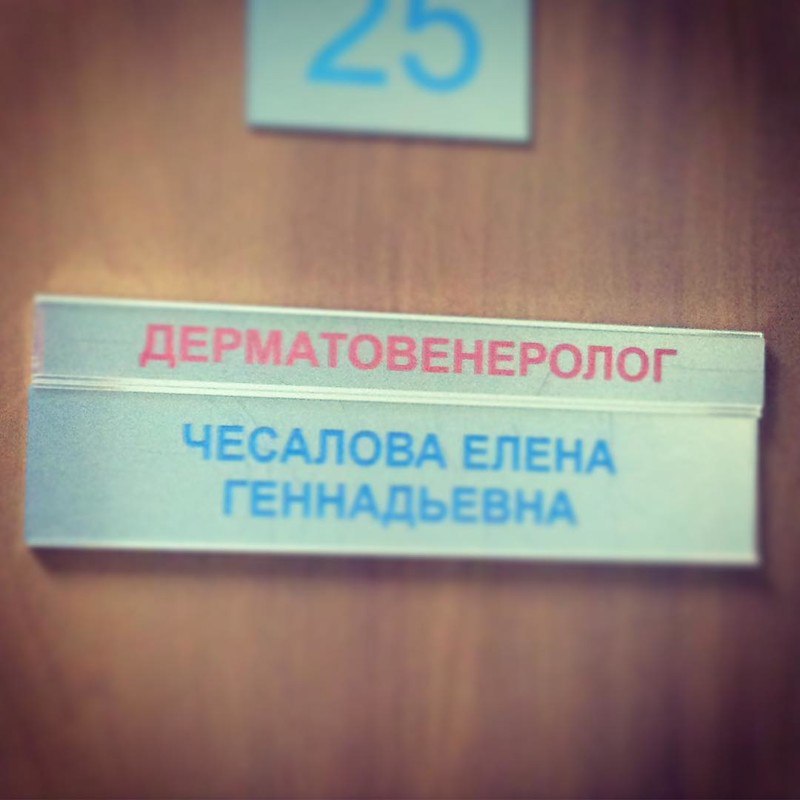 25
ДЕРМАТОВЕНЕРОЛОГ
ЧЕСАЛОВА ЕЛЕНА
ГЕННАДЬЕВНА